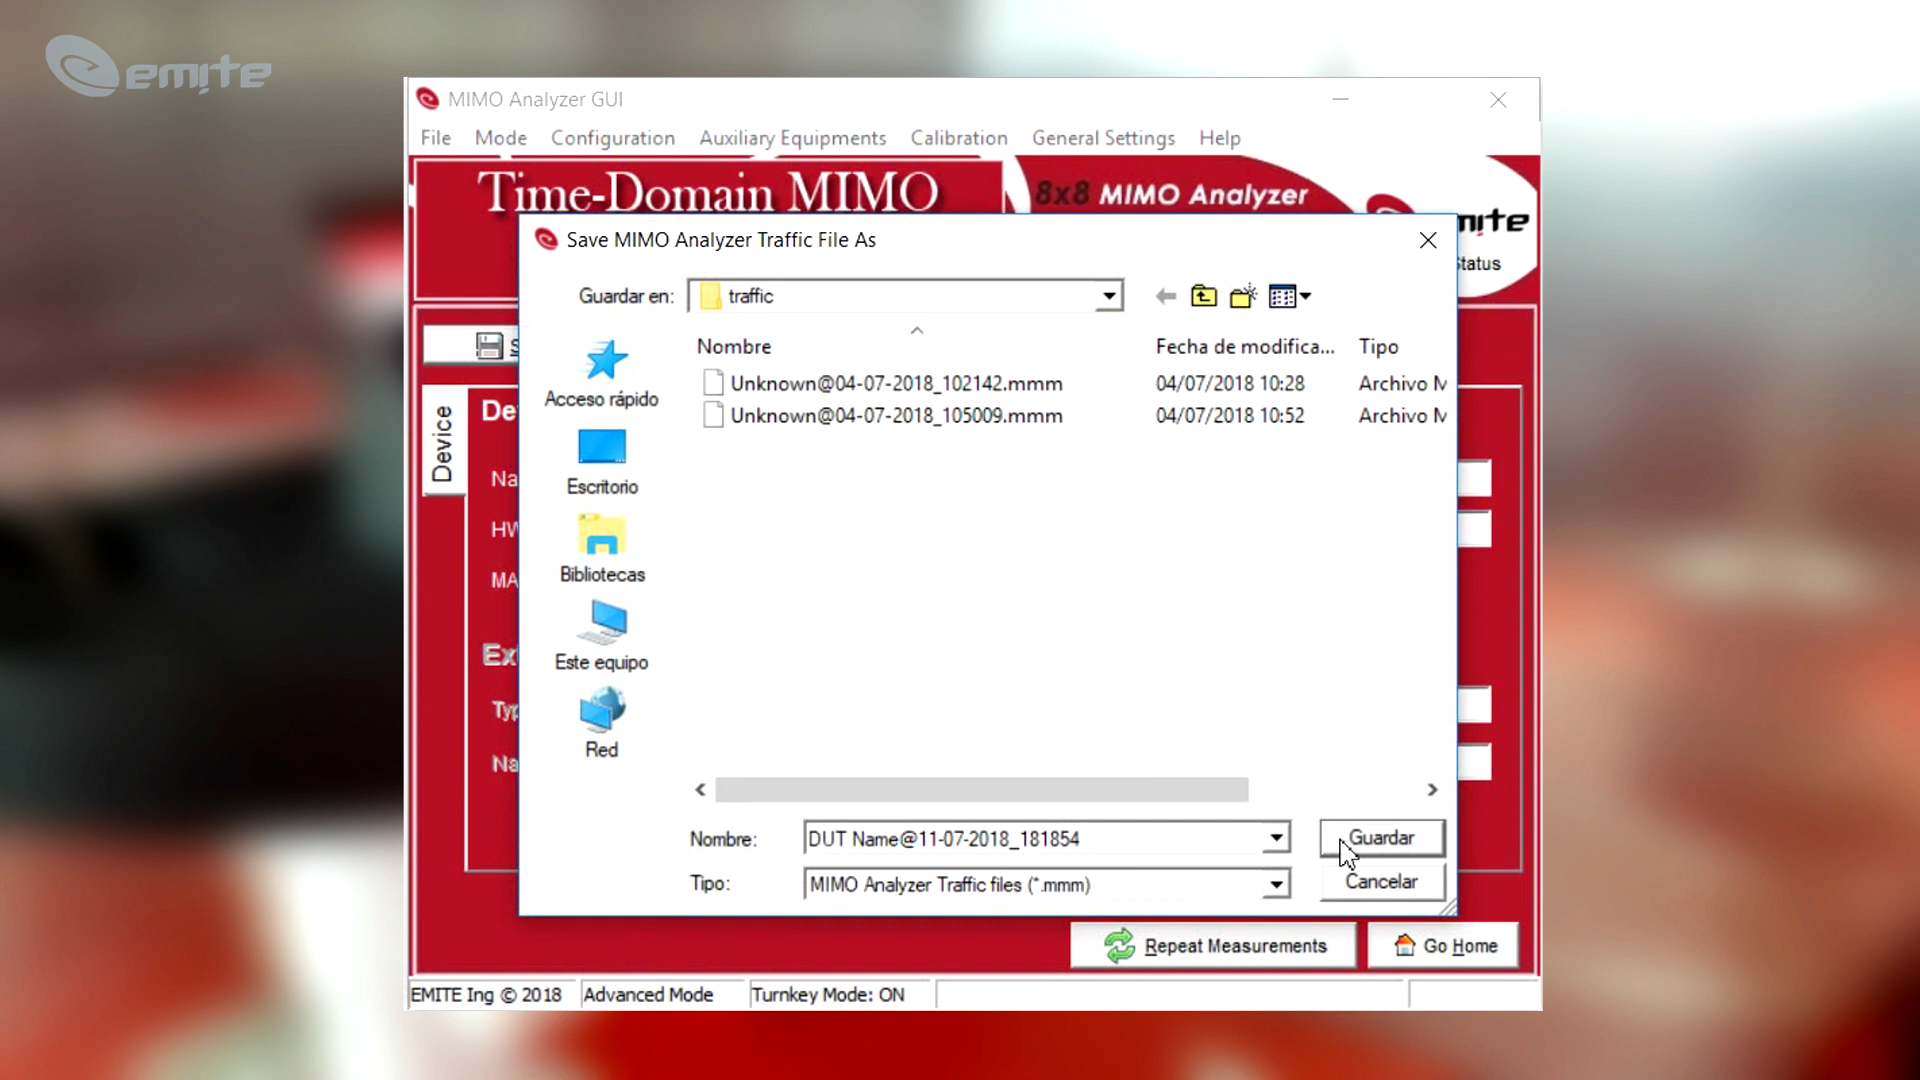 emite
MIMO Analyzer GUI
File Mode Configuration Auxiliary Equipments Calibration General Settings Help
Time-Domain MIMO
8x8 MIMO Analyzer
Save MIMO Analyzer Traffic File As
Guardar en: traffic
Nombre Fecha de modifica... Tipo
Unknown@04-07-2018_102142.mmm 04/07/2018 10:28 Archivo
Unknown@04-07-2018_105009.mmm 04/07/2018 10:52 Archivo
Acceso rápido
Escritorio
Bibliotecas
Este equipo
Red
Device
Nombre: DUT Name@11-07-2018_181854 Guardar
Tipo: MIMO Analyzer Traffic files (*.mmm) Cancelar
Repeat Measurements Go Home
EMITE Ing © 2018 Advanced Mode Turnkey Mode: ON